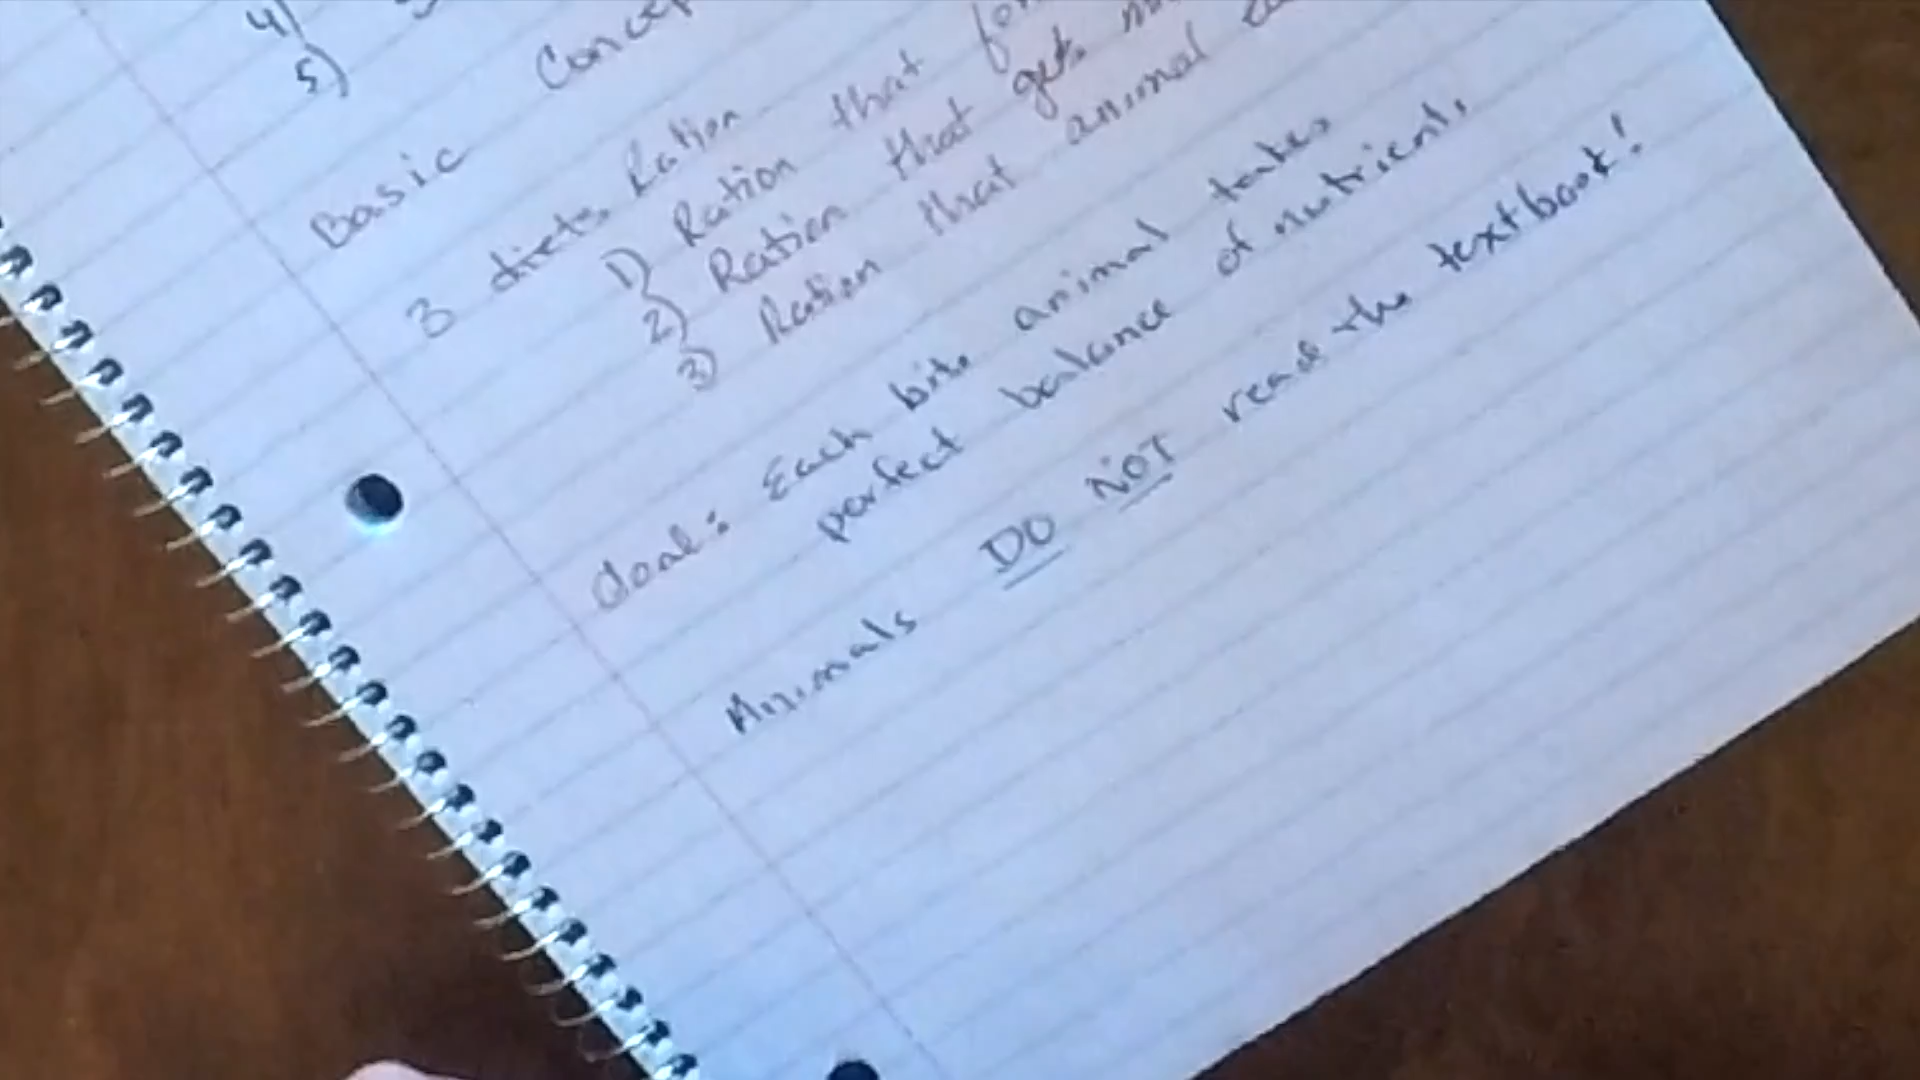 4)
5)
Basic
3 diets Ration
1) Ration that
2) Ration that gets
3) Ration that animal
Goal: Each bite animal takes
perfect balance of nutrients
Animals DO NOT read the textbook!